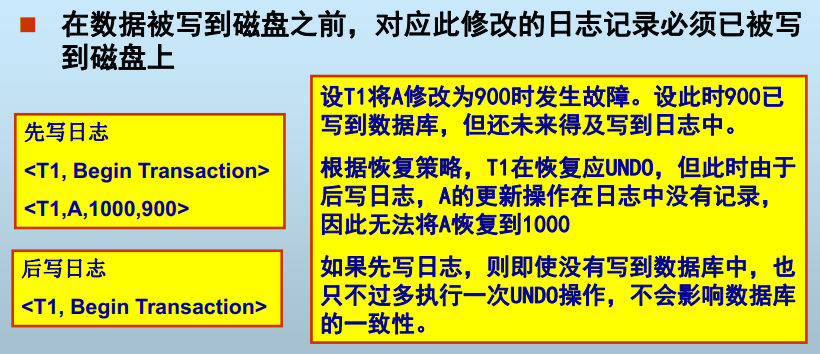 在数据被写到磁盘之前，对应此修改的日志记录必须已被写
到磁盘上
先写日志
<T1, Begin Transaction>
<T1,A,1000,900>
后写日志
<T1, Begin Transaction>
设T1将A修改为900时发生故障。设此时900已
写到数据库，但还未来得及写到日志中。
根据恢复策略，T1在恢复应UNDO，但此时由于
后写日志，A的更新操作在日志中没有记录，
因此无法将A恢复到1000
如果先写日志，则即使没有写到数据库中，也
只不过多执行一次UNDO操作，不会影响数据库
的一致性。